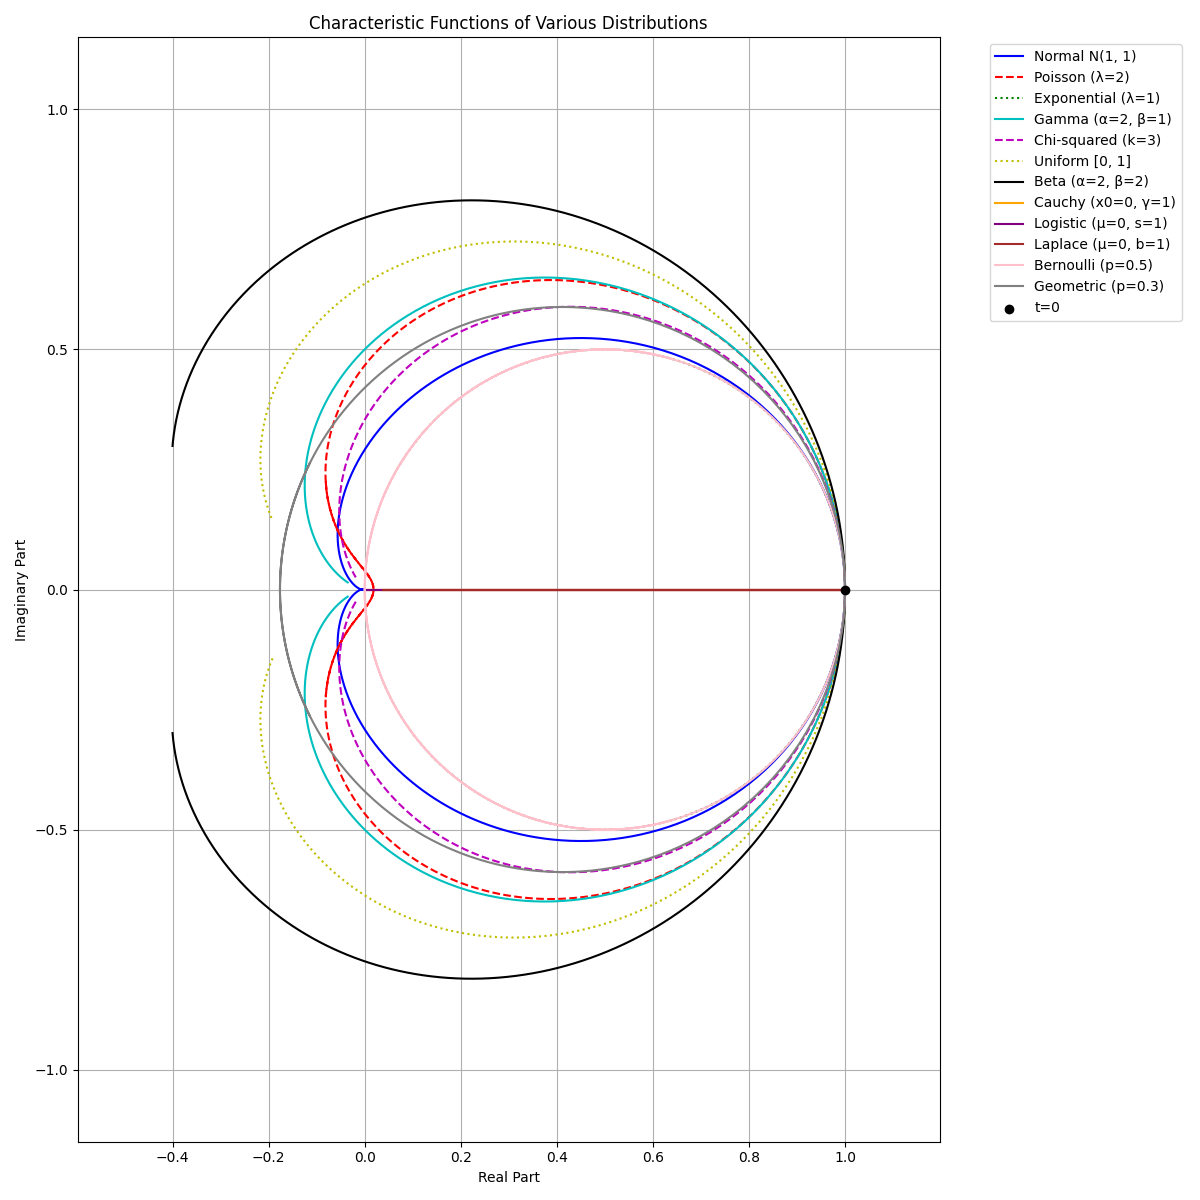 Characteristic Functions of Various Distributions
Normal N(1, 1)
Poisson (λ=2)
Exponential (λ=1)
Gamma (α=2, β=1)
Chi-squared (k=3)
Uniform [0, 1]
Beta (α=2, β=2)
Cauchy (x0=0, γ=1)
Logistic (μ=0, s=1)
Laplace (μ=0, b=1)
Bernoulli (p=0.5)
Geometric (p=0.3)
t=0
Imaginary Part
1.0
0.5
0.0
−0.5
−1.0
−0.4 −0.2 0.0 0.2 0.4 0.6 0.8 1.0
Real Part